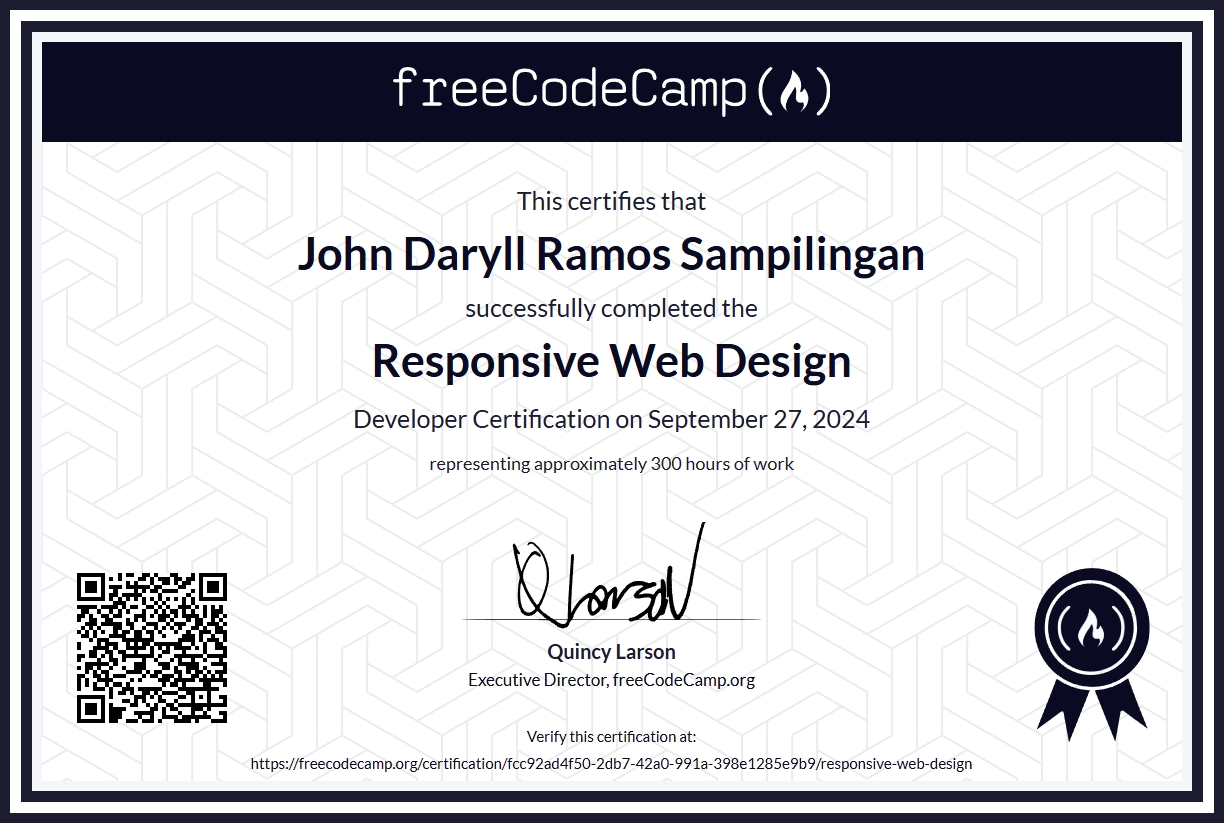 freeCodeCamp
This certifies that
John Daryll Ramos Sampilingan
successfully completed the
Responsive Web Design
Developer Certification on September 27, 2024
representing approximately 300 hours of work
Q Larson
Quincy Larson
Executive Director, freeCodeCamp.org
Verify this certification at:
https://freecodecamp.org/certification/fcc92ad4f50-2db7-42a0-991a-398e1285e9b9/responsive-web-design